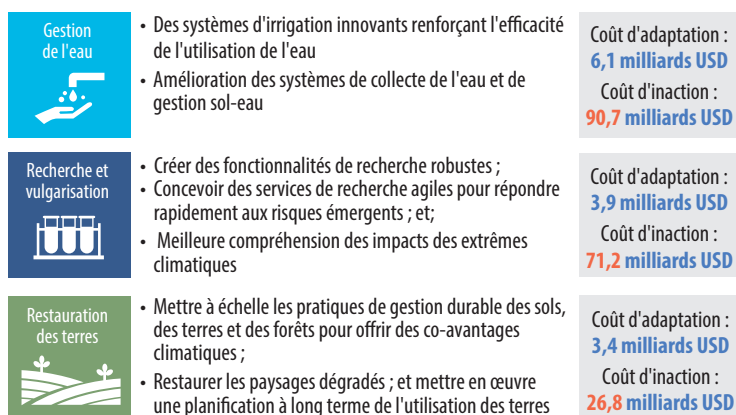 Gestion
de l'eau
• Des systèmes d'irrigation innovants renforçant l'efficacité
de l'utilisation de l'eau
• Amélioration des systèmes de collecte de l'eau et de
gestion sol-eau
Coût d'adaptation :
6,1 milliards USD
Coût d'inaction :
90,7 milliards USD
Recherche et
vulgarisation
• Créer des fonctionnalités de recherche robustes ;
• Concevoir des services de recherche agiles pour répondre
rapidement aux risques émergents ; et;
• Meilleure compréhension des impacts des extrêmes
climatiques
Coût d'adaptation :
3,9 milliards USD
Coût d'inaction :
71,2 milliards USD
Restauration
des terres
• Mettre à échelle les pratiques de gestion durable des sols,
des terres et des forêts pour offrir des co-avantages
climatiques ;
• Restaurer les paysages dégradés ; et mettre en œuvre
une planification à long terme de l'utilisation des terres
Coût d'adaptation :
3,4 milliards USD
Coût d'inaction :
26,8 milliards USD